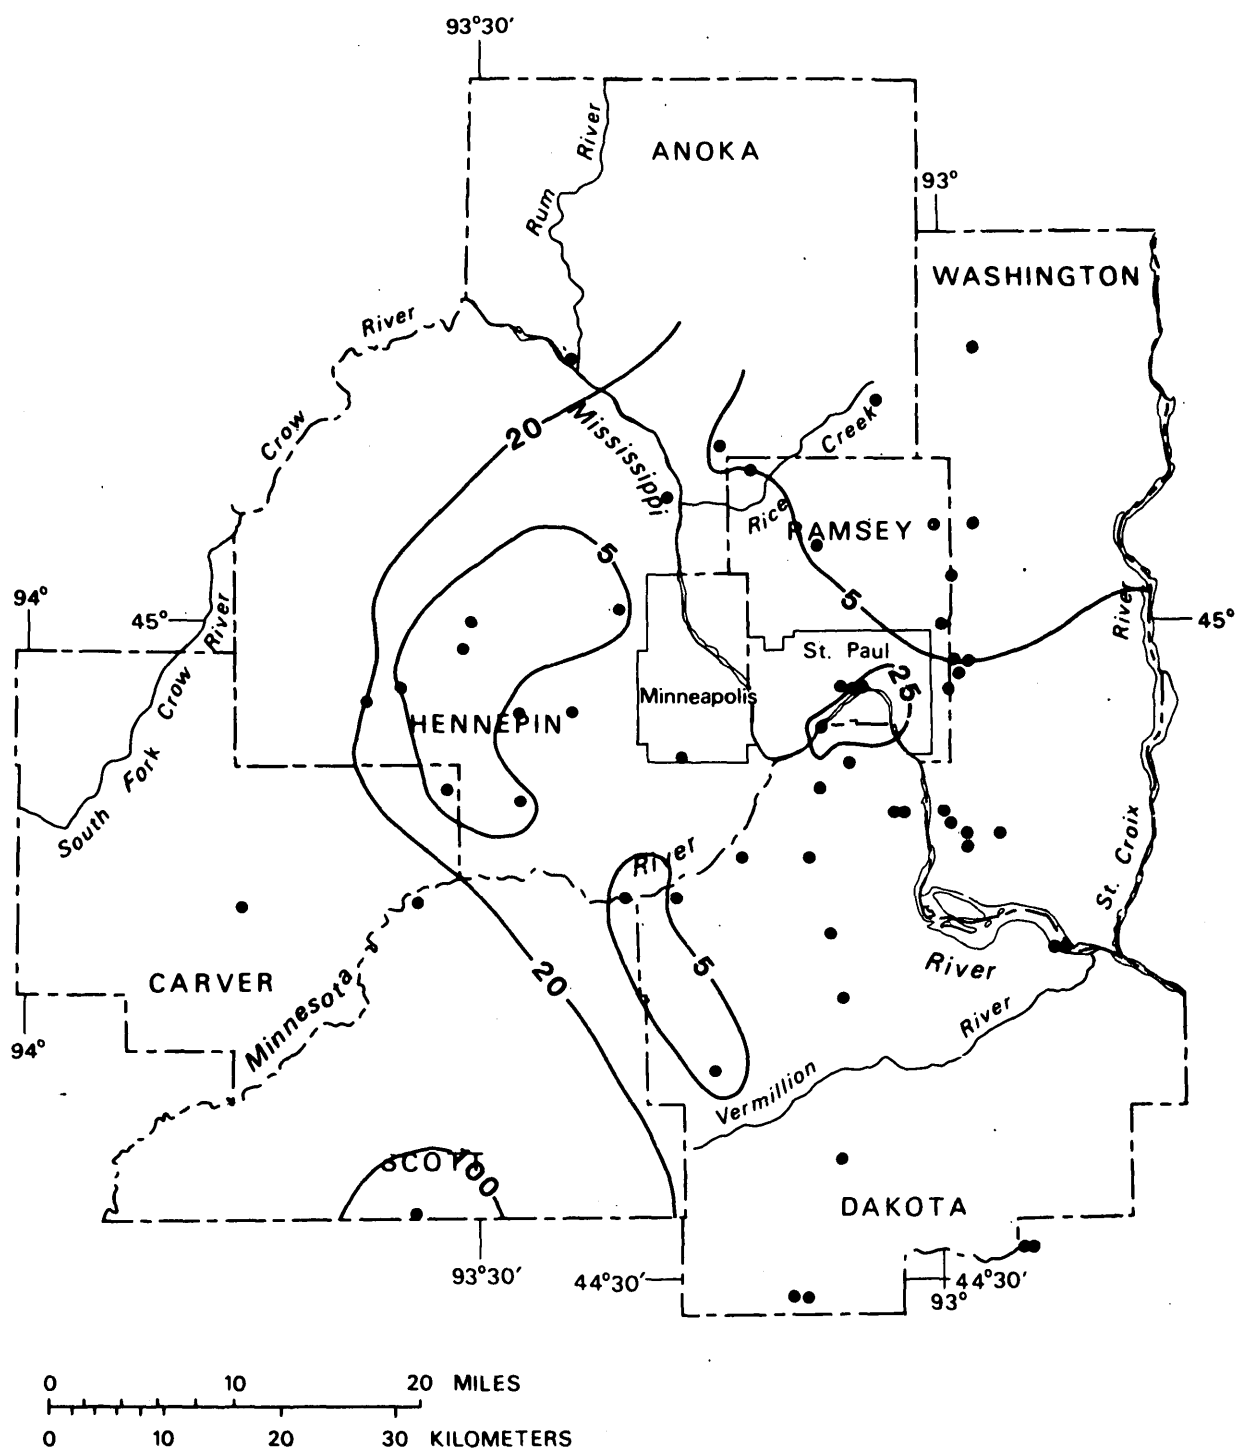 93°30'
ANOKA
Rum River
93°
WASHINGTON
Crow River
20
Mississippi
Rice Creek
RAMSEY
5
5
94°
45°
River
45°
St. Paul
25
Minneapolis
HENNEPIN
South Fork Crow River
River
St. Croix
CARVER
20
5
River
94°
Minnesota
Vermillion River
SCOTT
100
DAKOTA
93°30'
44°30'
44°30'
93°
0 10 20 MILES
0 10 20 30 KILOMETERS